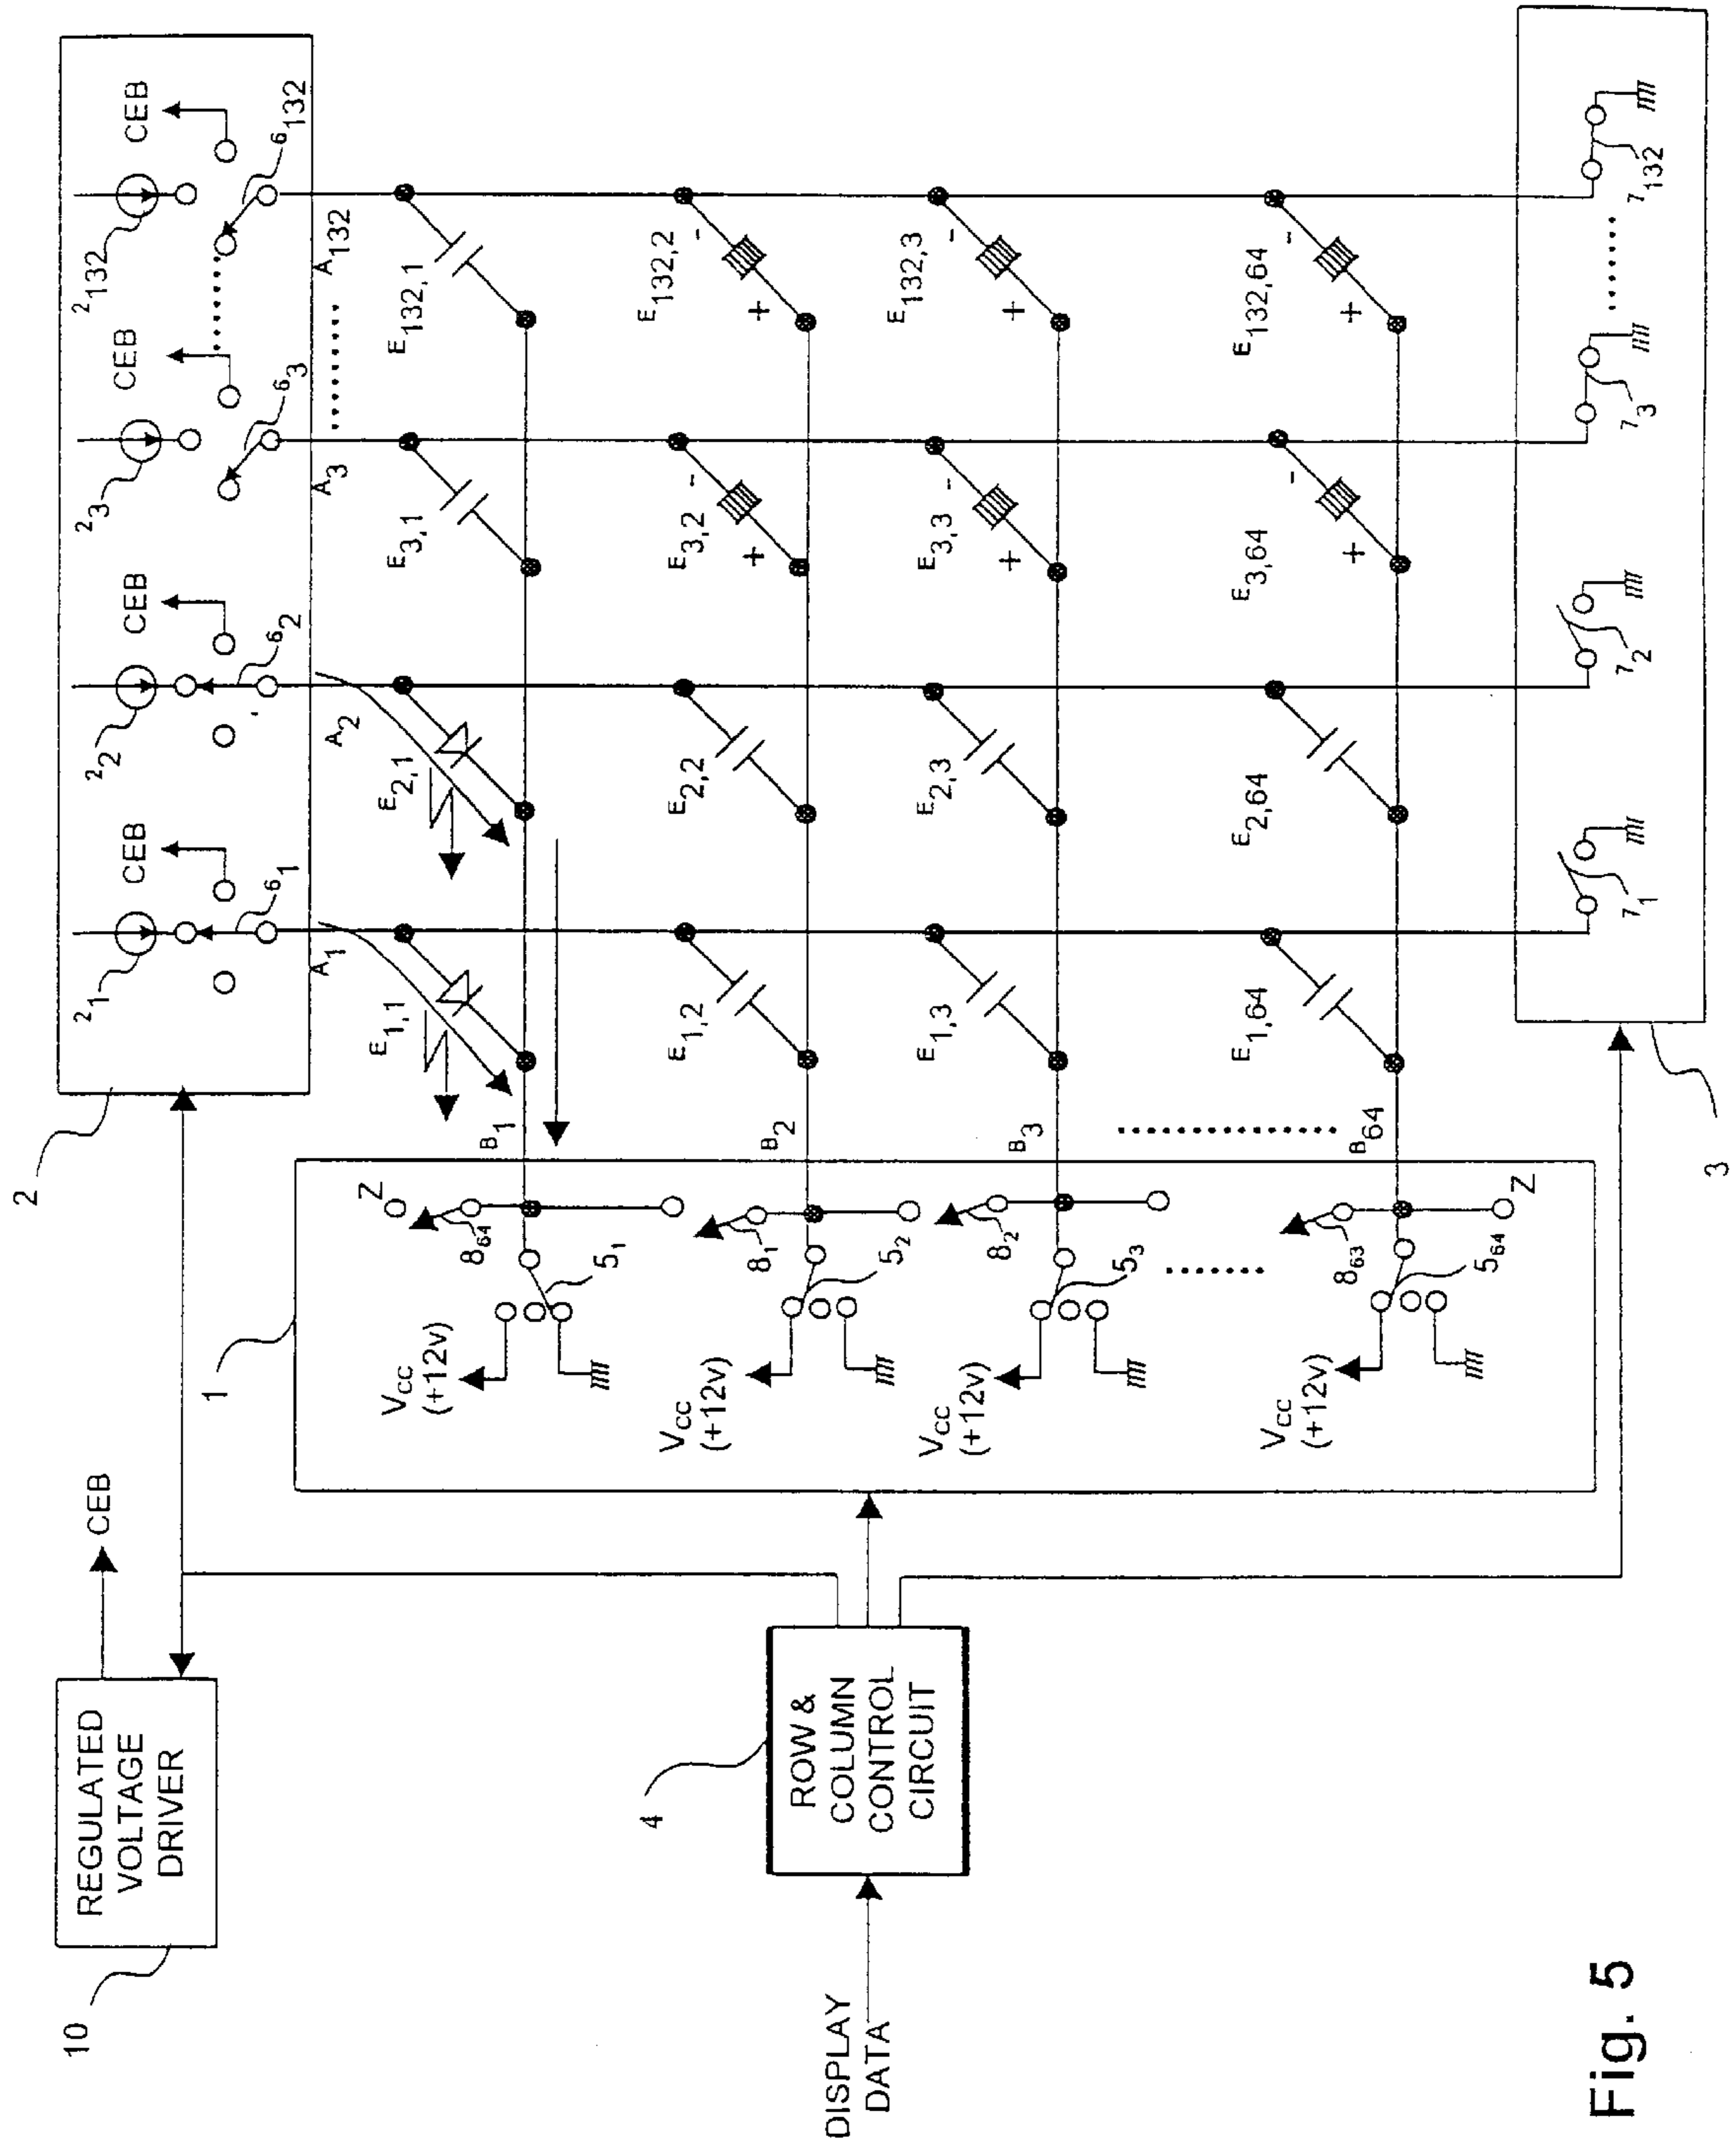 2₁
2₂
2₃
2₁₃₂
CEB
CEB
CEB
CEB
6₁
6₂
6₃
6₁₃₂
2
A₁
A₂
A₃
A₁₃₂
E₁,₁
E₂,₁
E₃,₁
E₁₃₂,₁
B₁
E₁,₂
E₂,₂
E₃,₂
- +
E₁₃₂,₂
- +
B₂
E₁,₃
E₂,₃
E₃,₃
- +
E₁₃₂,₃
- +
B₃
E₁,₆₄
E₂,₆₄
E₃,₆₄
- +
E₁₃₂,₆₄
- +
B₆₄
7₁
7₂
7₃
7₁₃₂
3
1
Z
8₆₄
5₁
VCC
(+12v)
8₁
5₂
VCC
(+12v)
8₂
5₃
VCC
(+12v)
8₆₃
5₆₄
Z
VCC
(+12v)
CEB
REGULATED
VOLTAGE
DRIVER
10
4
ROW &
COLUMN
CONTROL
CIRCUIT
DISPLAY
DATA
Fig. 5